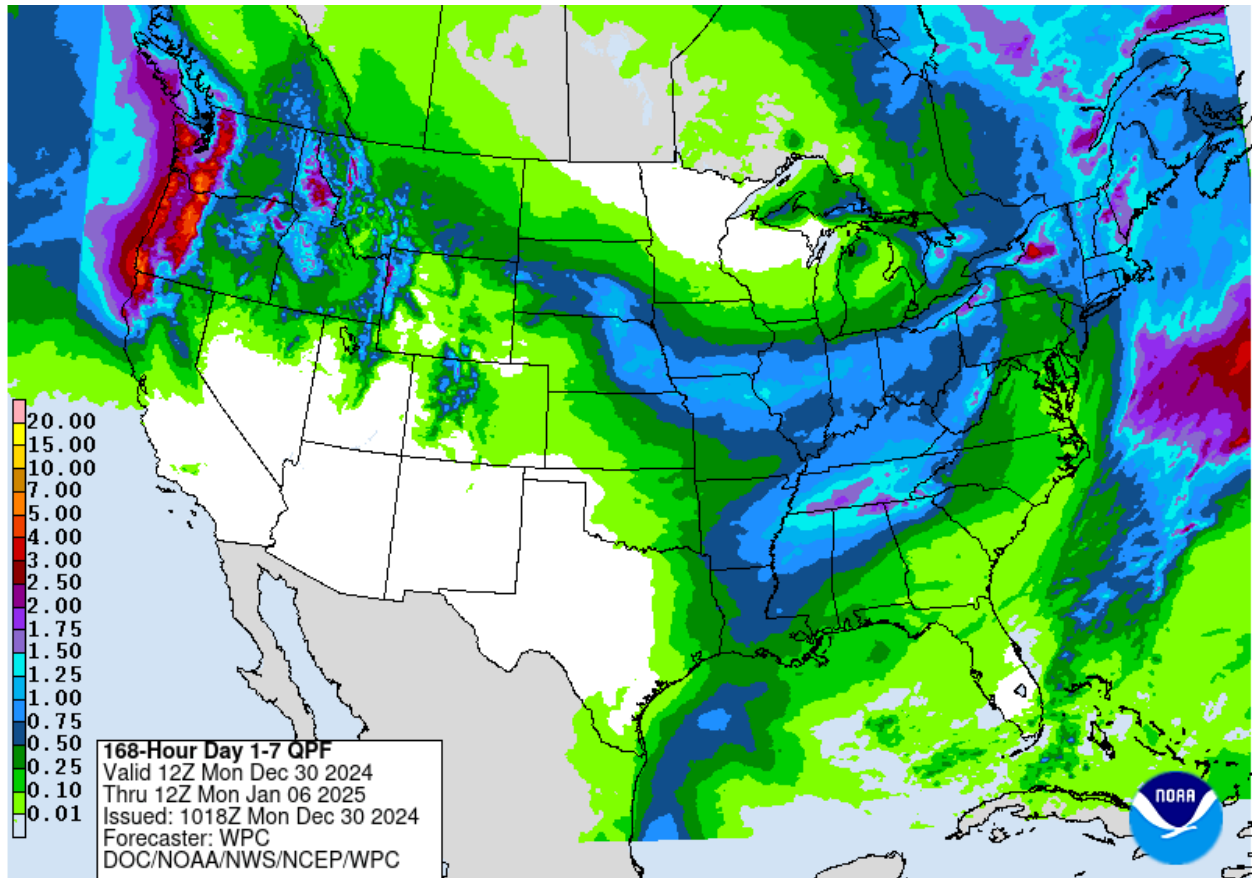 20.00
15.00
10.00
7.00
5.00
4.00
3.00
2.50
2.00
1.75
1.50
1.25
1.00
0.75
0.50
0.25
0.10
0.01
168-Hour Day 1-7 QPF
Valid 12Z Mon Dec 30 2024
Thru 12Z Mon Jan 06 2025
Issued: 1018Z Mon Dec 30 2024
Forecaster: WPC
DOC/NOAA/NWS/NCEP/WPC
NOAA